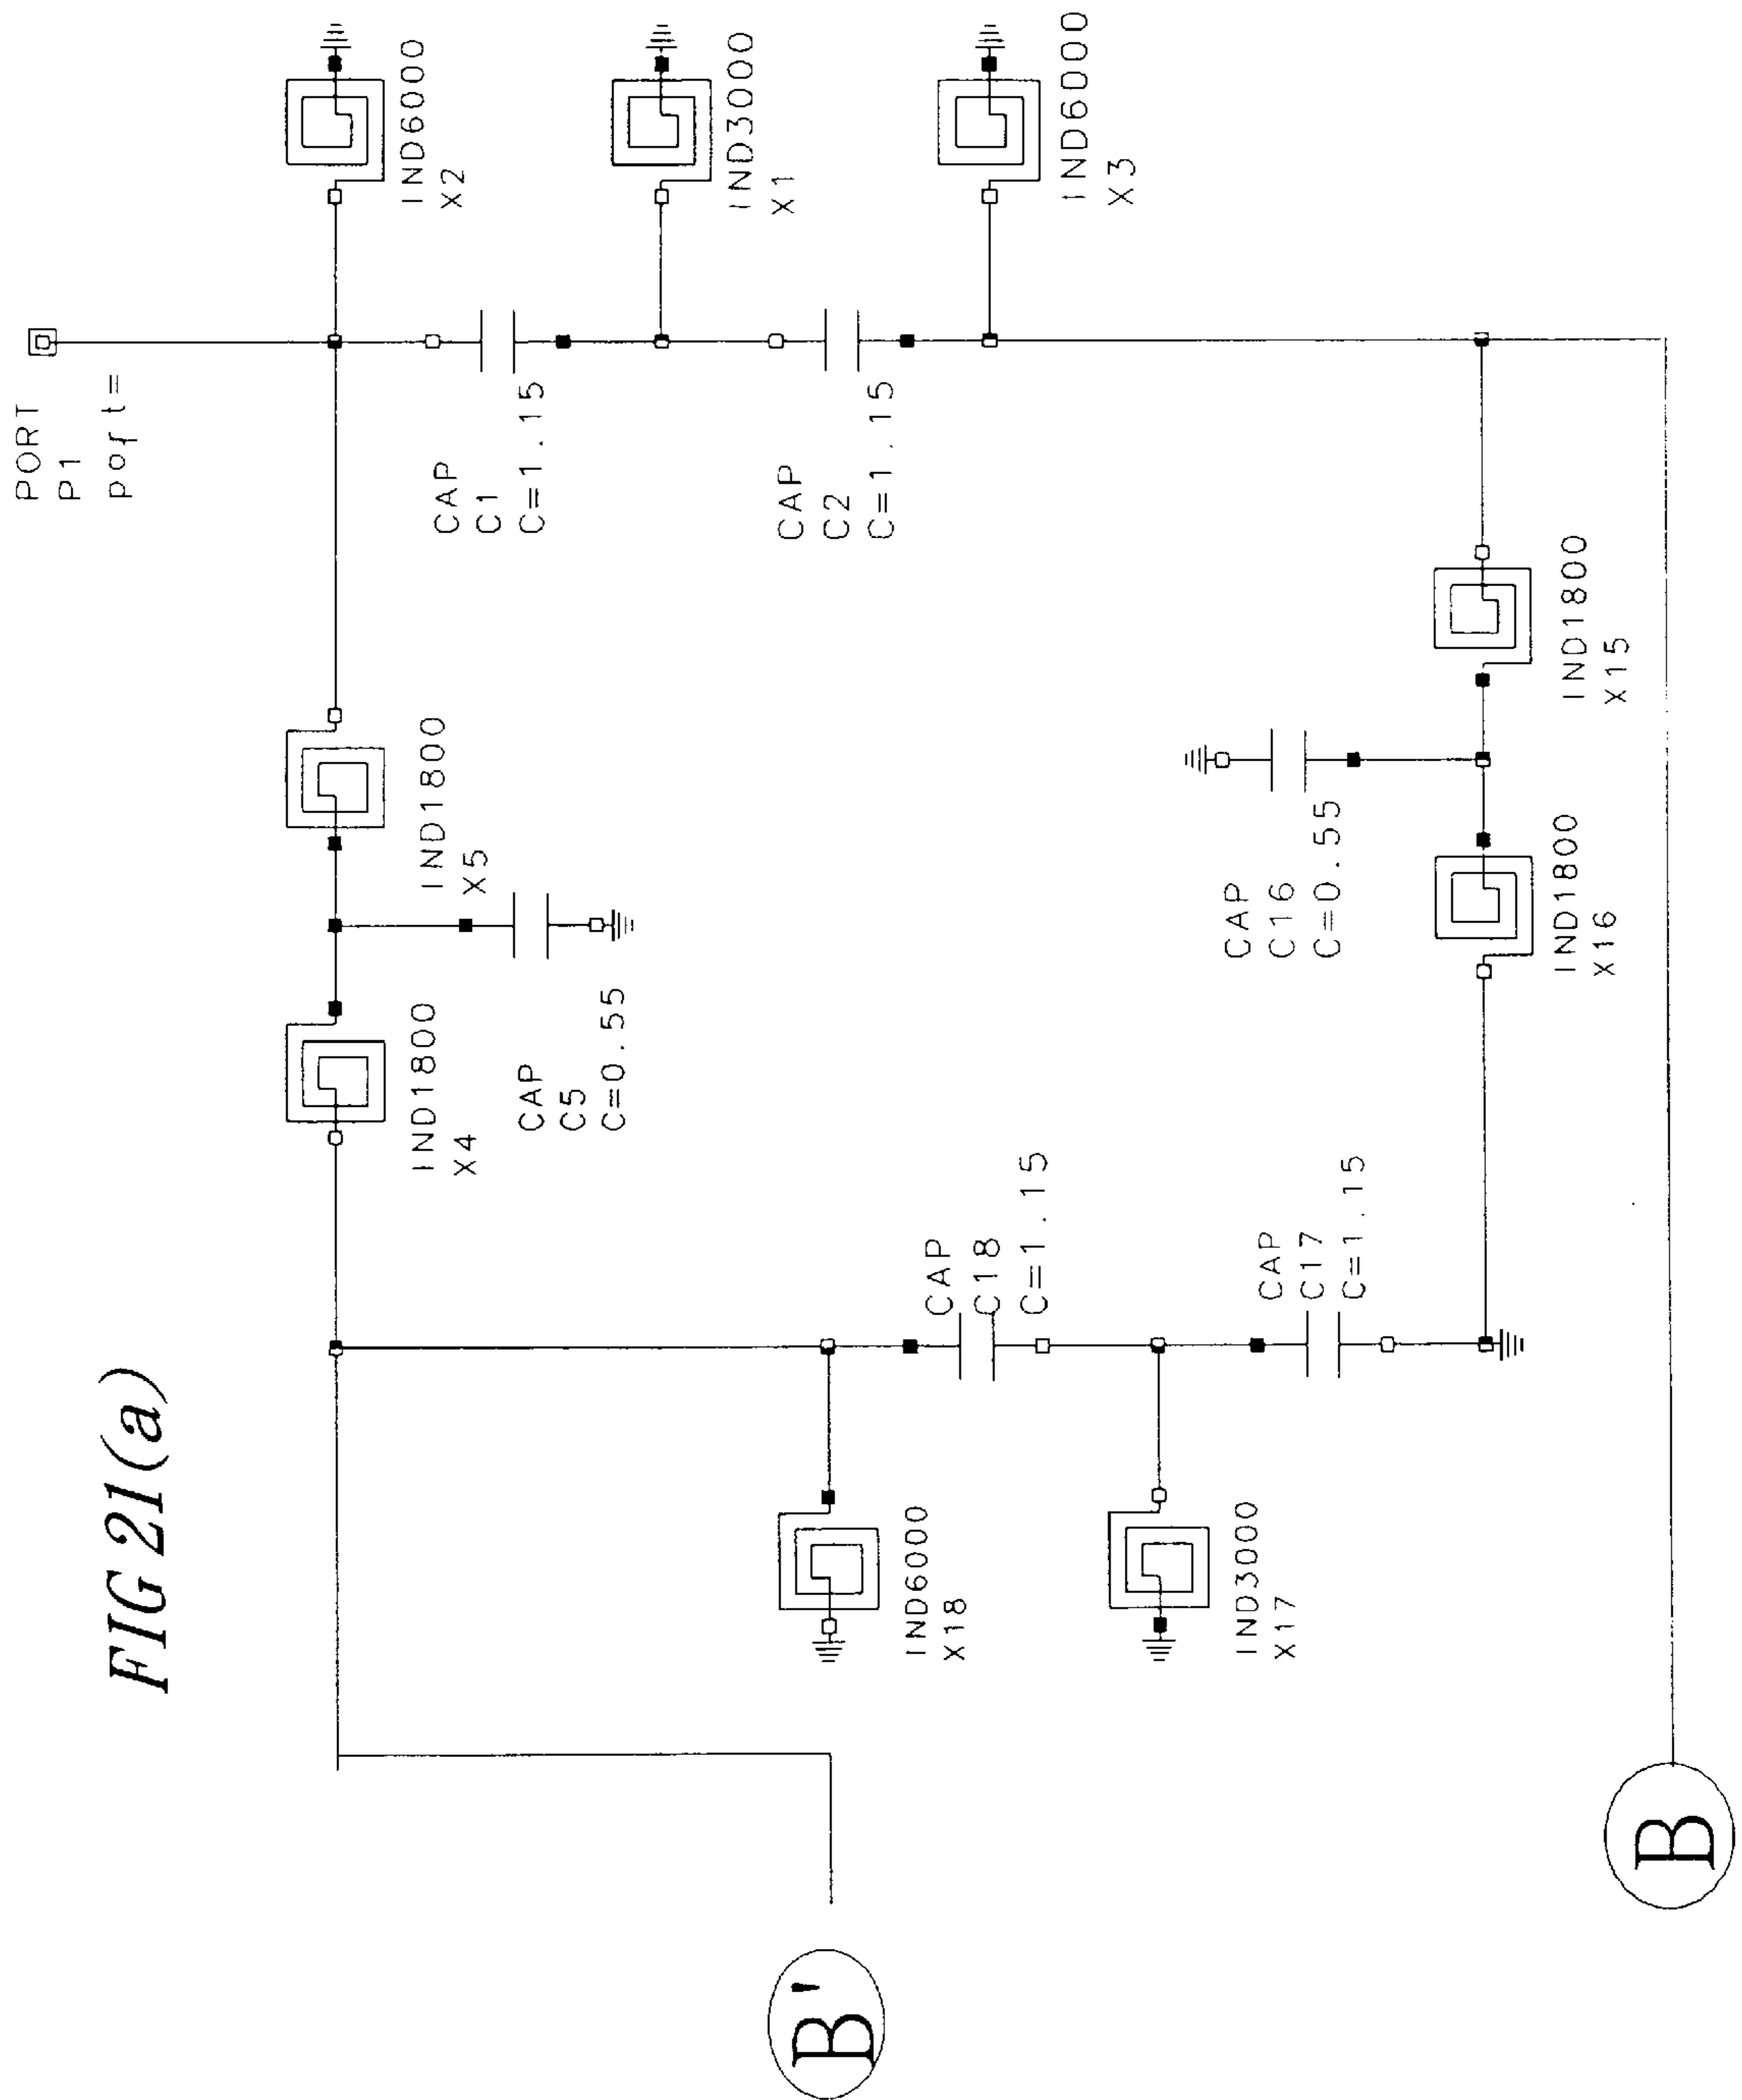 FIG 21(a)
PORT
P1
port=
IND6000
X2
CAP
C1
C=1.15
IND3000
X1
CAP
C2
C=1.15
IND6000
X3
IND1800
X5
IND1800
X4
CAP
C5
C=0.55
CAP
C16
C=0.55
IND1800
X15
IND1800
X16
CAP
C18
C=1.15
CAP
C17
C=1.15
IND6000
X18
IND3000
X17
B'
B